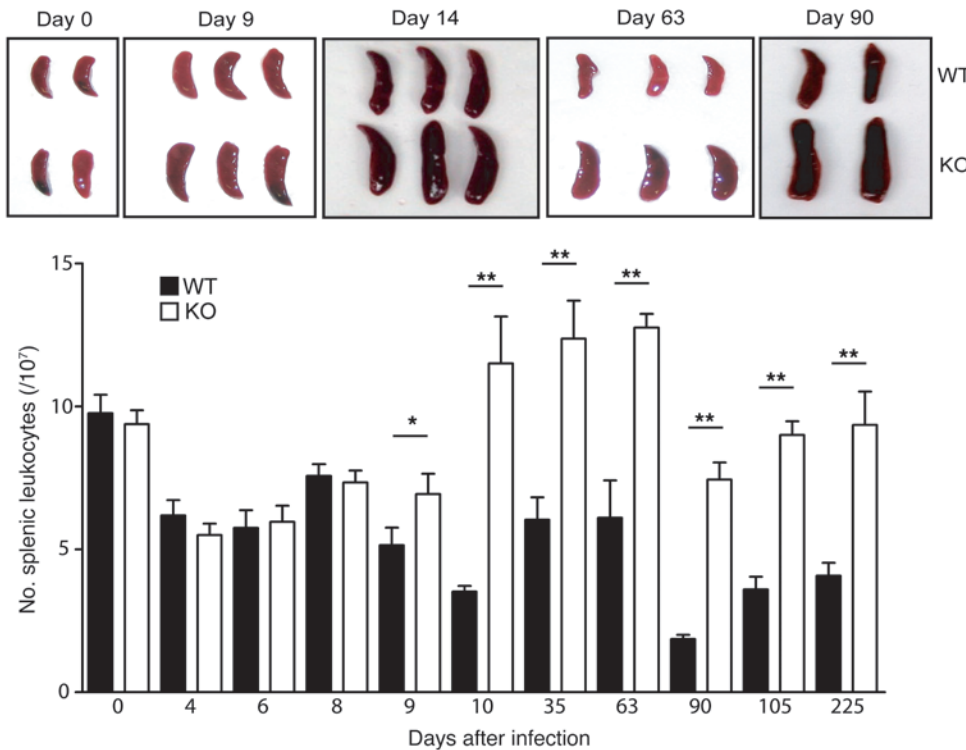 Day 0 Day 9 Day 14 Day 63 Day 90
WT
KO
15
10
5
0
No. splenic leukocytes (/10⁷)
WT
KO
* ** ** ** ** ** **
0 4 6 8 9 10 35 63 90 105 225
Days after infection